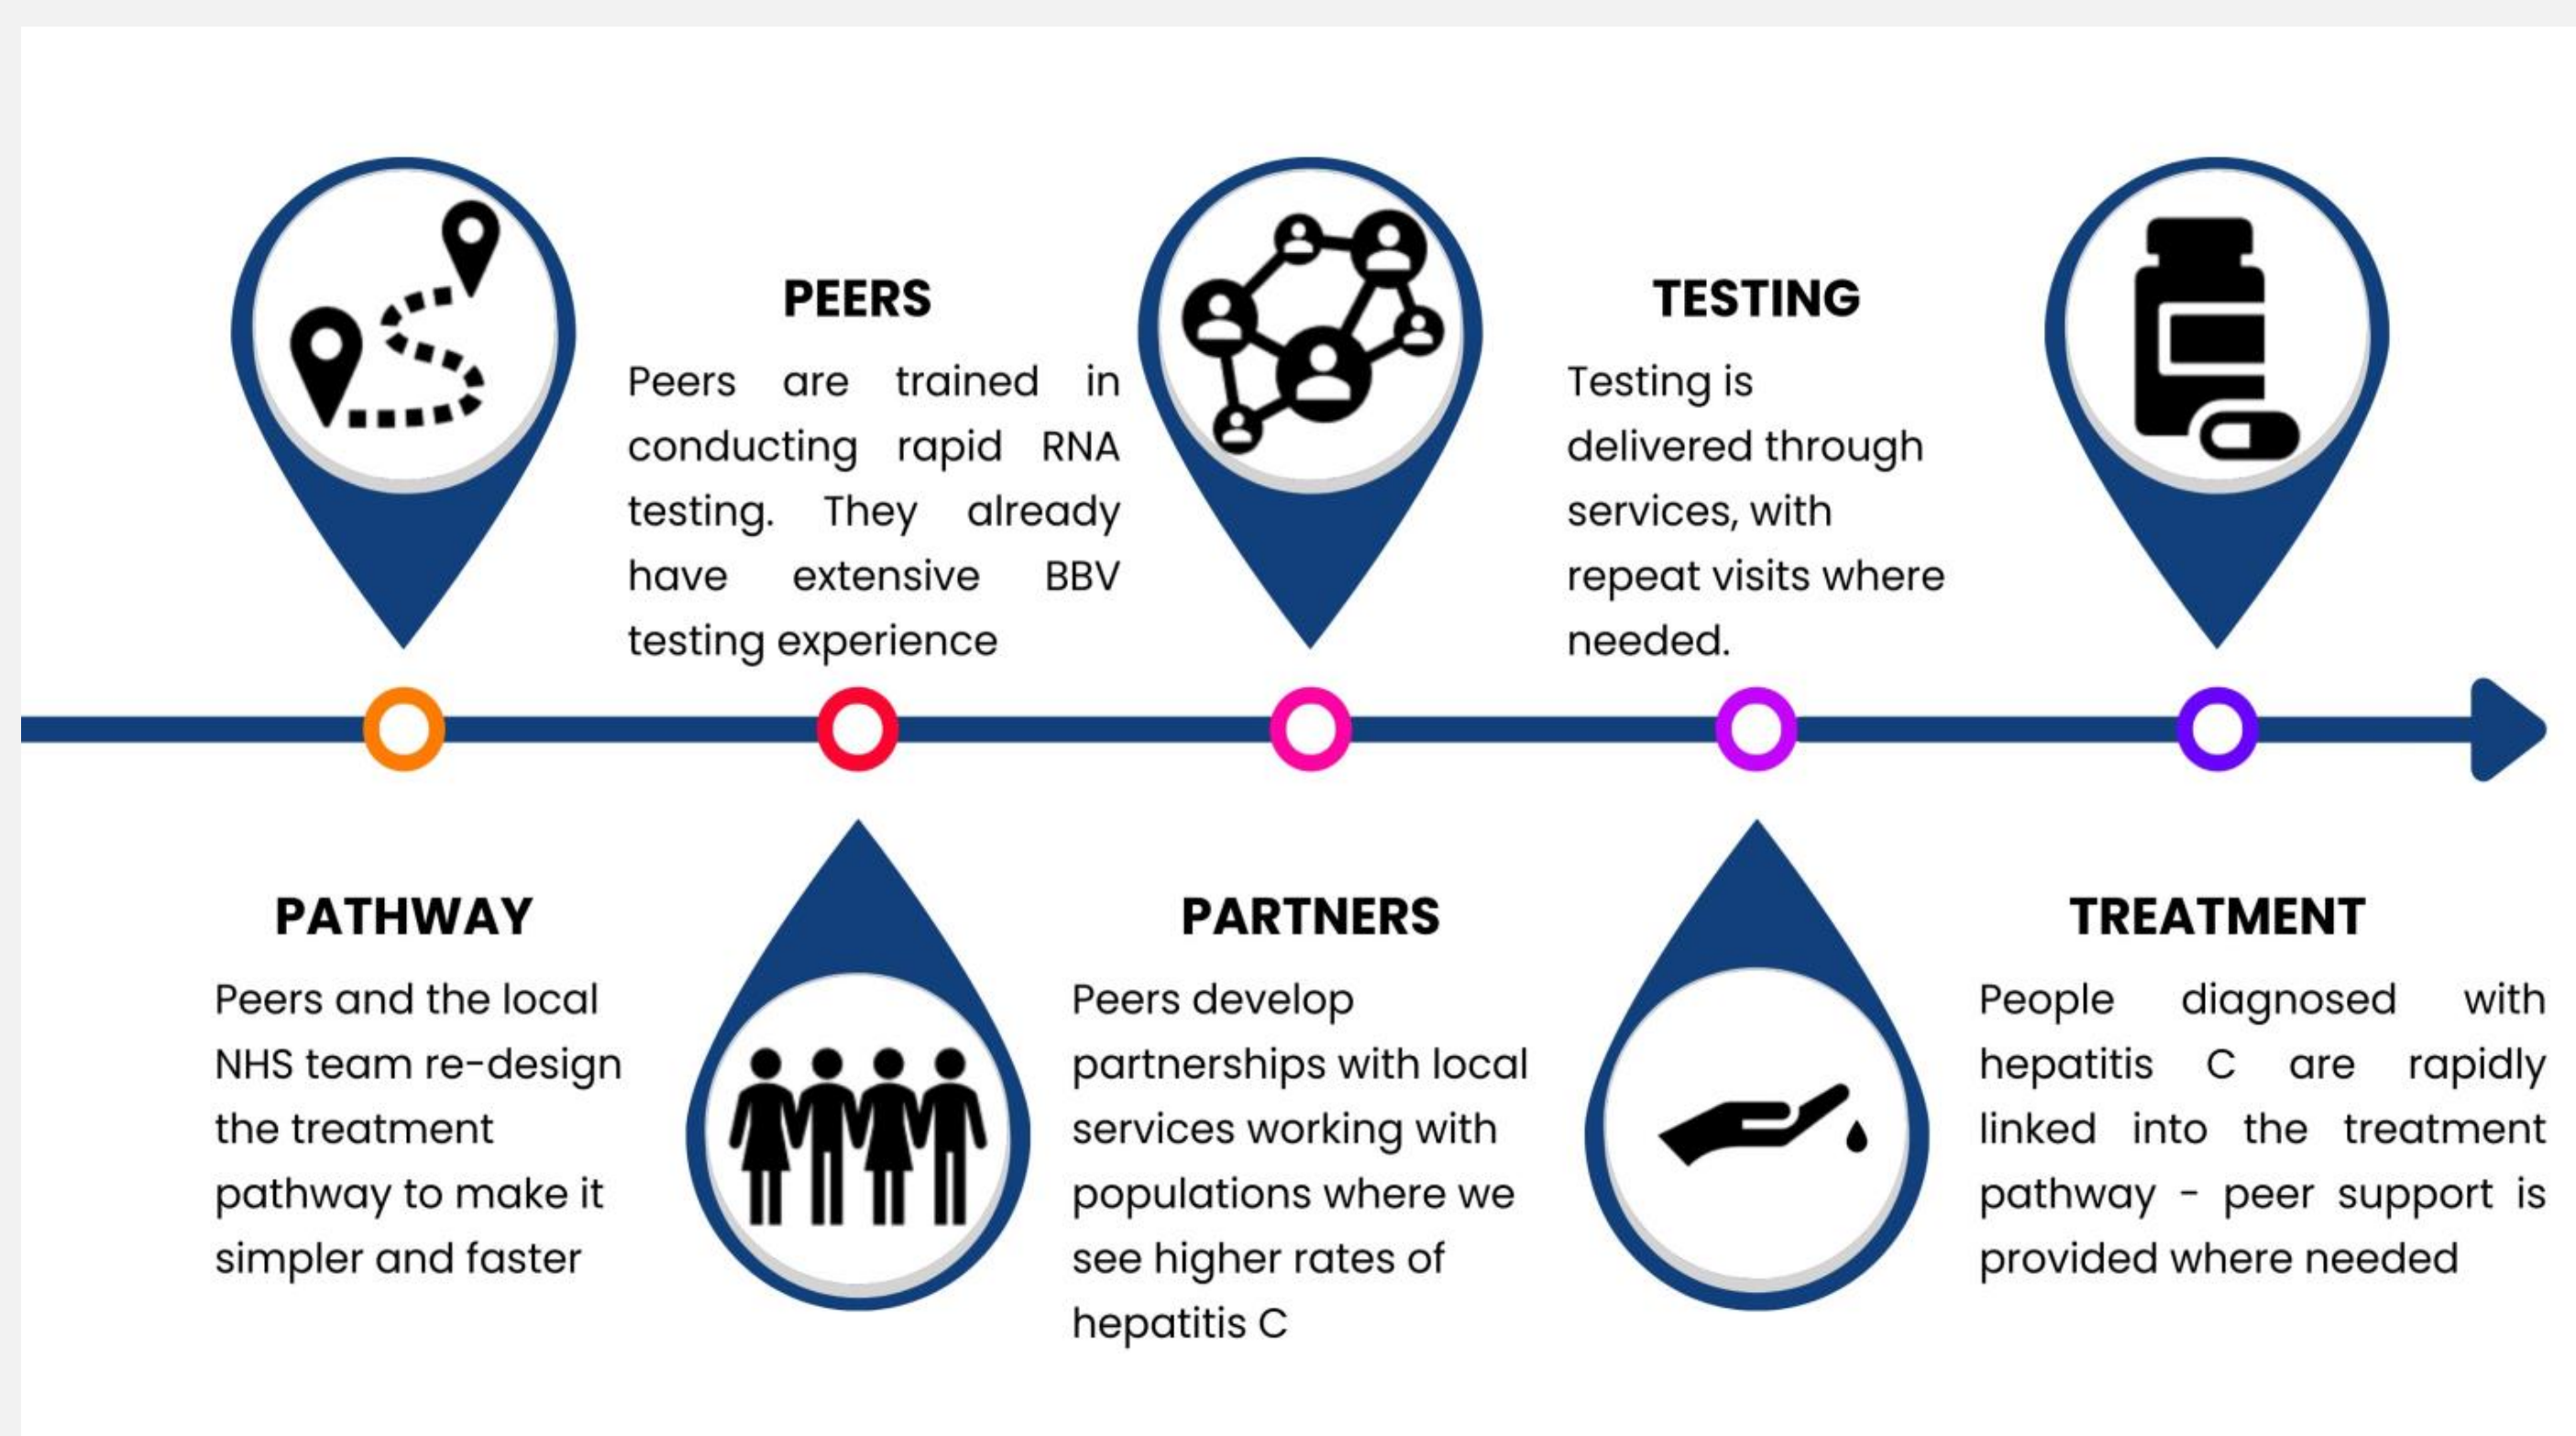 PATHWAY
Peers and the local
NHS team re-design
the treatment
pathway to make it
simpler and faster
PEERS
Peers are trained in
conducting rapid RNA
testing. They already
have extensive BBV
testing experience
PARTNERS
Peers develop
partnerships with local
services working with
populations where we
see higher rates of
hepatitis C
TESTING
Testing is
delivered through
services, with
repeat visits where
needed.
TREATMENT
People diagnosed with
hepatitis C are rapidly
linked into the treatment
pathway - peer support is
provided where needed